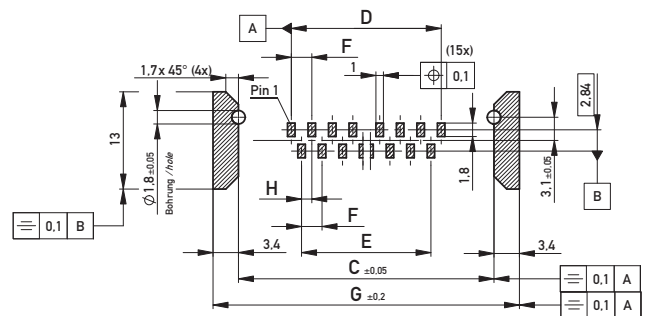 A
D
F
(15x)
1
⌖ 0,1
1,7x 45° (4x)
Pin 1
2,84
13
Ø 1,8 ±0,05
Bohrung / hole
1,8
3,1 ±0,05
B
H
F
E
⌯ 0,1 B
3,4
3,4
C ±0,05
⌯ 0,1 A
G ±0,2
⌯ 0,1 A